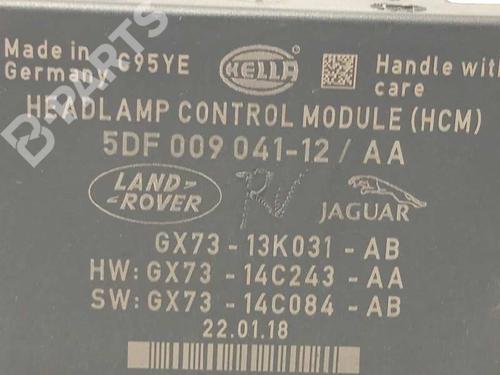 Made in
Germany
C95YE
HELLA
Handle with
care
HEADLAMP CONTROL MODULE (HCM)
5DF 009 041-12 / AA
LAND-
ROVER
JAGUAR
GX73 - 13K031 - AB
HW: GX73 - 14C243 - AA
SW: GX73 - 14C084 - AB
22.01.18
B-PARTS